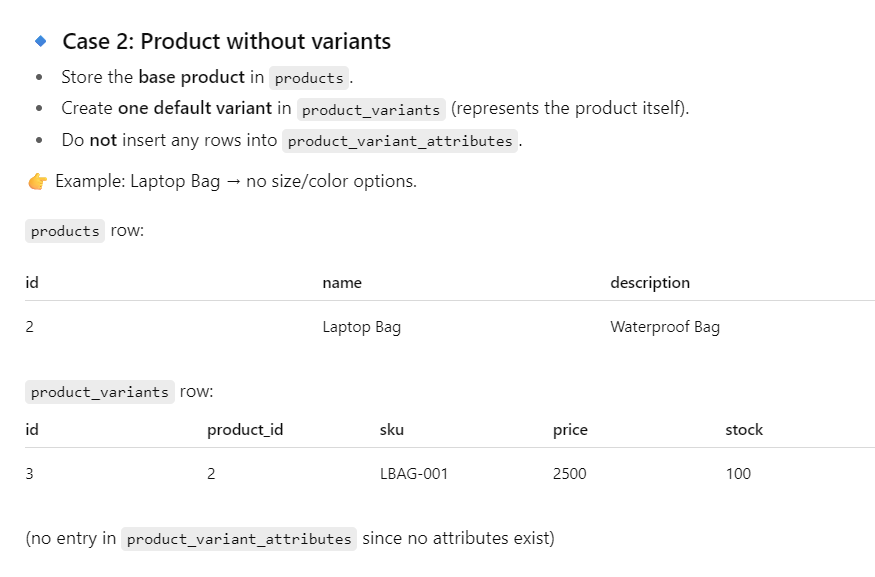 🔹 Case 2: Product without variants
• Store the base product in products.
• Create one default variant in product_variants (represents the product itself).
• Do not insert any rows into product_variant_attributes.
👉 Example: Laptop Bag → no size/color options.
products row:
id name description
2 Laptop Bag Waterproof Bag
product_variants row:
id product_id sku price stock
3 2 LBAG-001 2500 100
(no entry in product_variant_attributes since no attributes exist)